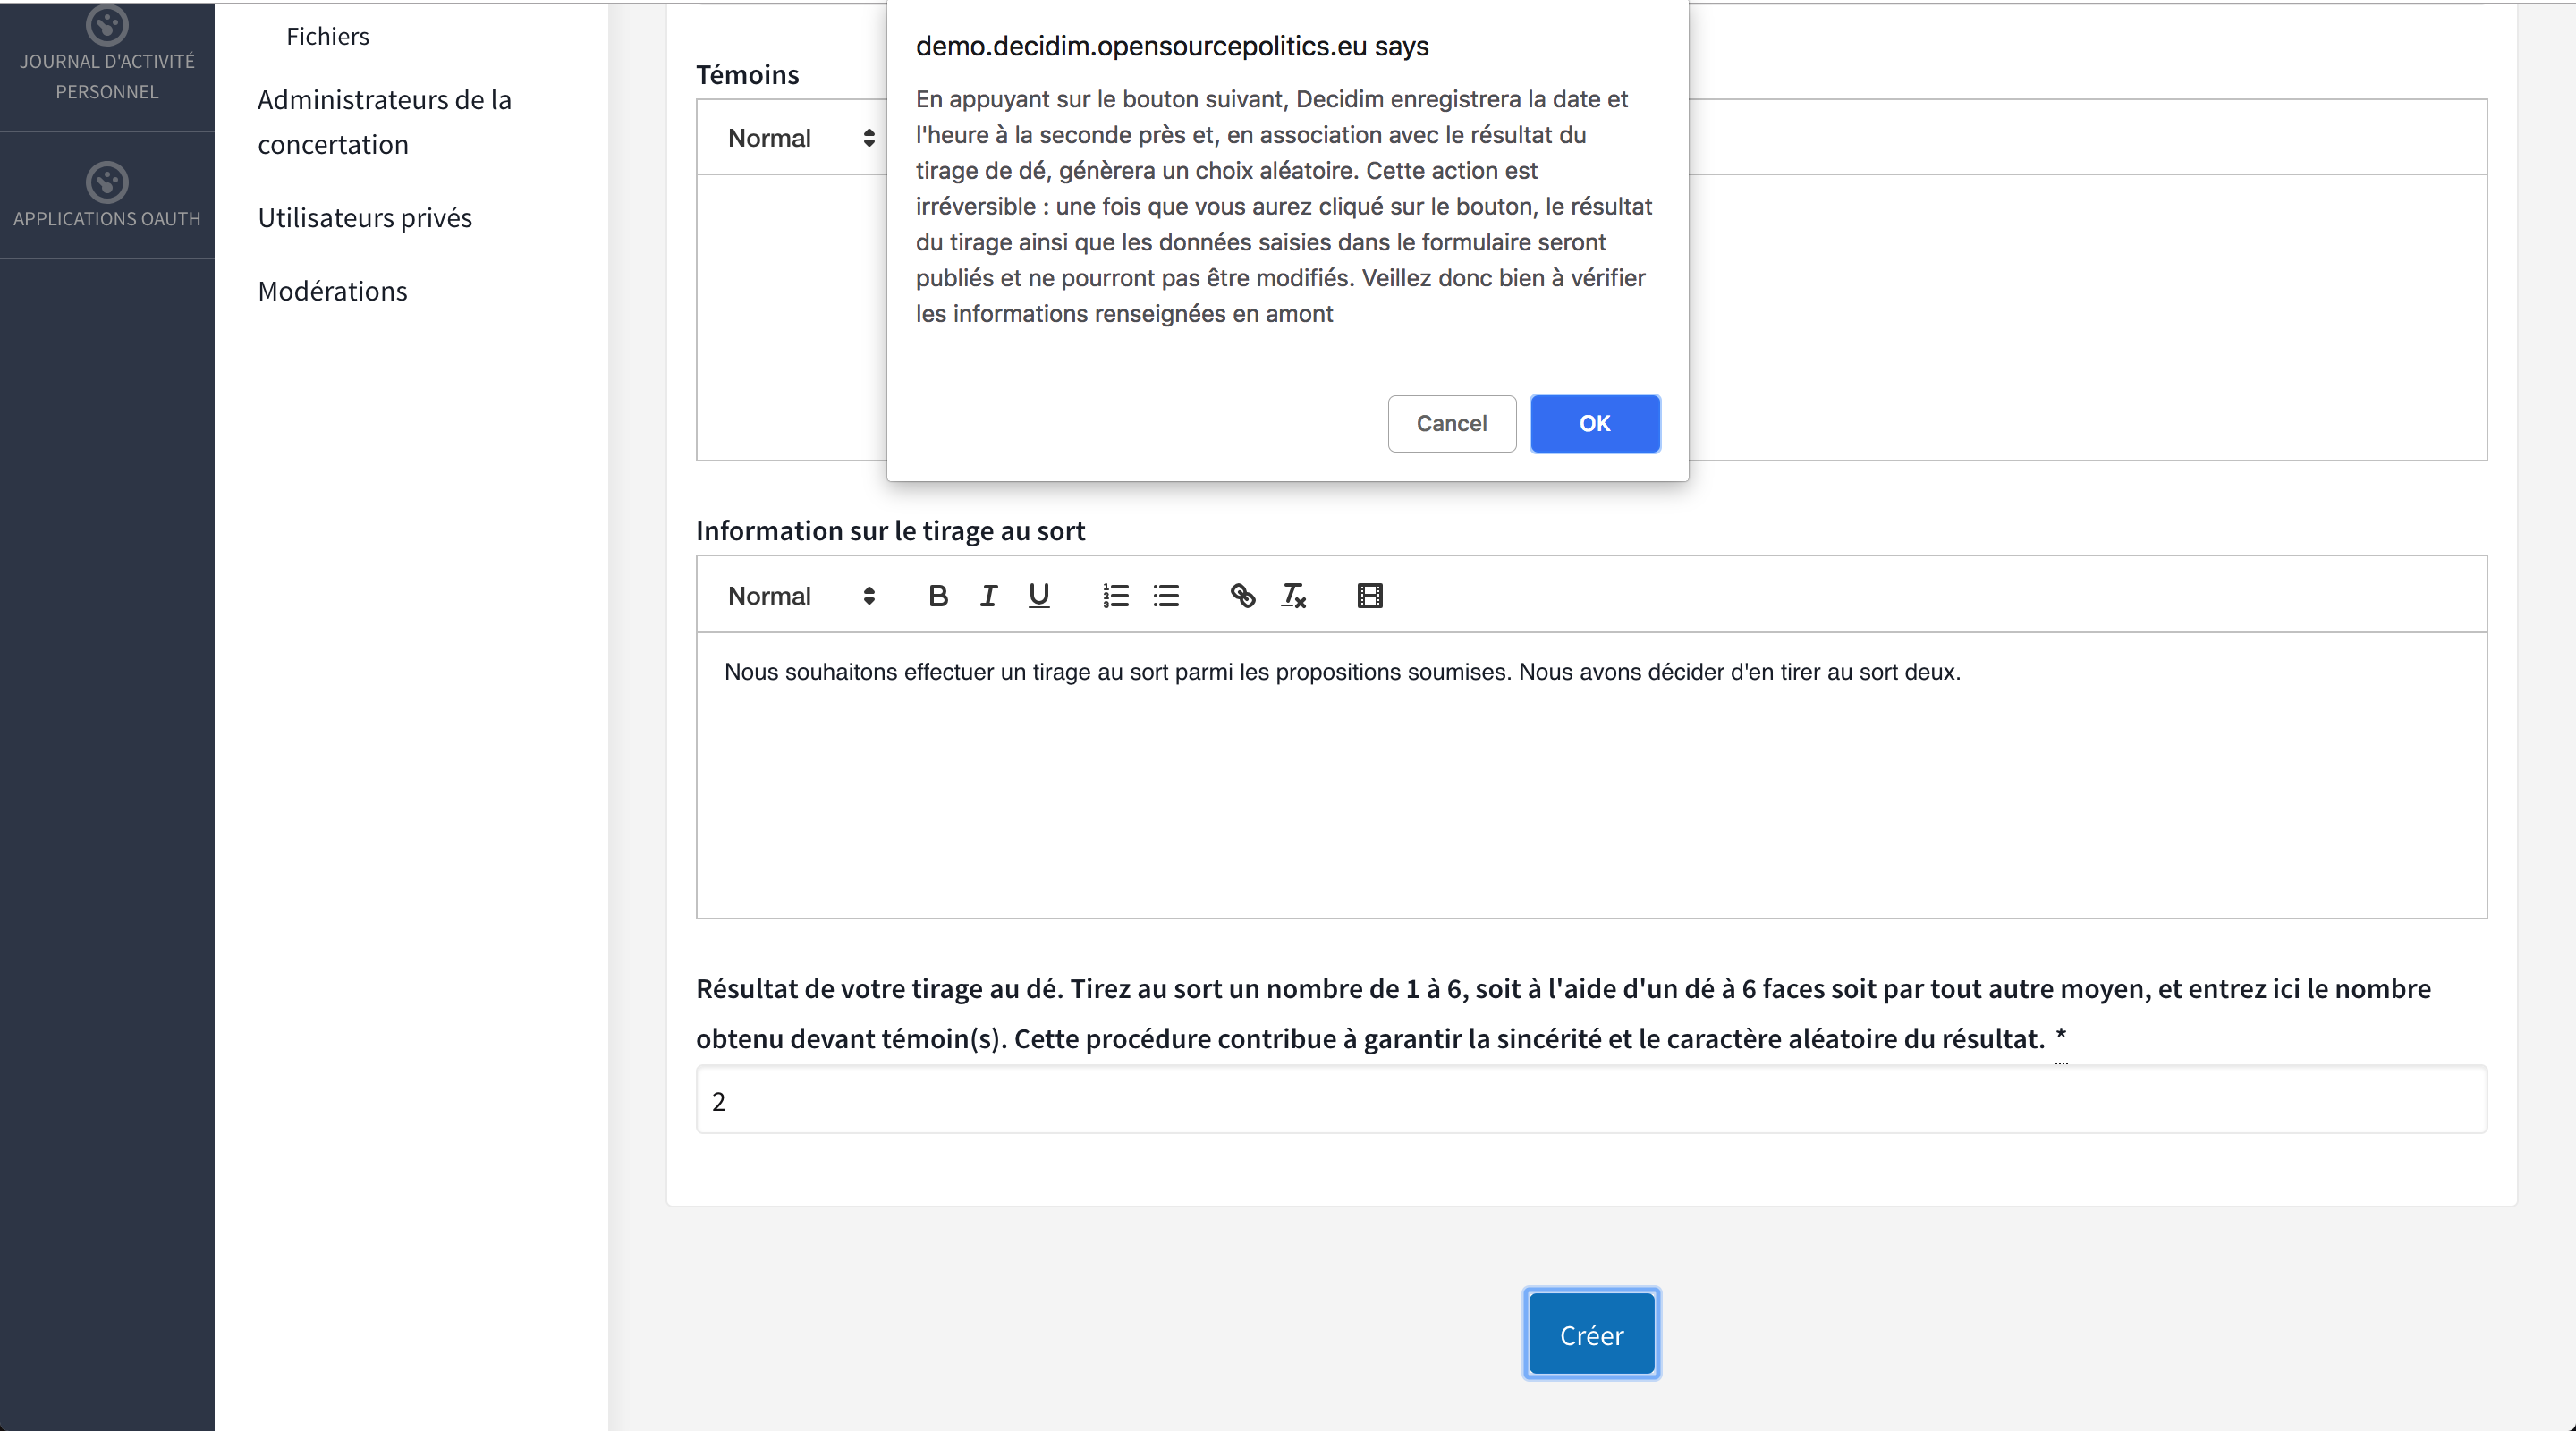 JOURNAL D'ACTIVITÉ
PERSONNEL
APPLICATIONS OAUTH
Fichiers
Administrateurs de la
concertation
Utilisateurs privés
Modérations
demo.decidim.opensourcepolitics.eu says
En appuyant sur le bouton suivant, Decidim enregistrera la date et
l'heure à la seconde près et, en association avec le résultat du
tirage de dé, génèrera un choix aléatoire. Cette action est
irréversible : une fois que vous aurez cliqué sur le bouton, le résultat
du tirage ainsi que les données saisies dans le formulaire seront
publiés et ne pourront pas être modifiés. Veillez donc bien à vérifier
les informations renseignées en amont
Cancel
OK
Témoins
Normal
Information sur le tirage au sort
Normal
Nous souhaitons effectuer un tirage au sort parmi les propositions soumises. Nous avons décider d'en tirer au sort deux.
Résultat de votre tirage au dé. Tirez au sort un nombre de 1 à 6, soit à l'aide d'un dé à 6 faces soit par tout autre moyen, et entrez ici le nombre
obtenu devant témoin(s). Cette procédure contribue à garantir la sincérité et le caractère aléatoire du résultat. *
2
Créer